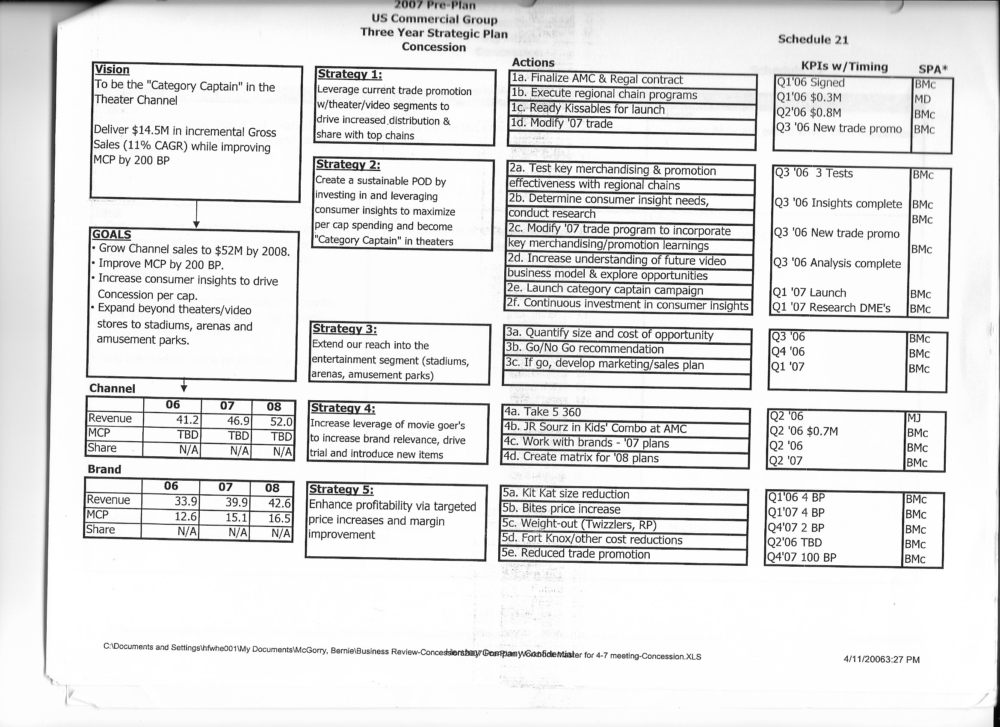 2007 Pre-Plan
US Commercial Group
Three Year Strategic Plan
Concession
Schedule 21
Vision
To be the "Category Captain" in the
Theater Channel
Deliver $14.5M in incremental Gross
Sales (11% CAGR) while improving
MCP by 200 BP
GOALS
• Grow Channel sales to $52M by 2008.
• Improve MCP by 200 BP.
• Increase consumer insights to drive
Concession per cap.
• Expand beyond theaters/video
stores to stadiums, arenas and
amusement parks.
Channel
06 07 08
Revenue 41.2 46.9 52.0
MCP TBD TBD TBD
Share N/A N/A N/A
Brand
06 07 08
Revenue 33.9 39.9 42.6
MCP 12.6 15.1 16.5
Share N/A N/A N/A
Strategy 1:
Leverage current trade promotion
w/theater/video segments to
drive increased distribution &
share with top chains
Strategy 2:
Create a sustainable POD by
investing in and leveraging
consumer insights to maximize
per cap spending and become
"Category Captain" in theaters
Strategy 3:
Extend our reach into the
entertainment segment (stadiums,
arenas, amusement parks)
Strategy 4:
Increase leverage of movie goer's
to increase brand relevance, drive
trial and introduce new items
Strategy 5:
Enhance profitability via targeted
price increases and margin
improvement
Actions
KPIs w/Timing SPA*
1a. Finalize AMC & Regal contract Q1'06 Signed BMc
1b. Execute regional chain programs Q1'06 $0.3M MD
1c. Ready Kissables for launch Q2'06 $0.8M BMc
1d. Modify '07 trade Q3 '06 New trade promo BMc
2a. Test key merchandising & promotion Q3 '06 3 Tests BMc
effectiveness with regional chains
2b. Determine consumer insight needs, Q3 '06 Insights complete BMc
conduct research BMc
2c. Modify '07 trade program to incorporate Q3 '06 New trade promo
key merchandising/promotion learnings BMc
2d. Increase understanding of future video Q3 '06 Analysis complete
business model & explore opportunities
2e. Launch category captain campaign Q1 '07 Launch BMc
2f. Continuous investment in consumer insights Q1 '07 Research DME's BMc
3a. Quantify size and cost of opportunity Q3 '06 BMc
3b. Go/No Go recommendation Q4 '06 BMc
3c. If go, develop marketing/sales plan Q1 '07 BMc
4a. Take 5 360 Q2 '06 MJ
4b. JR Sourz in Kids' Combo at AMC Q2 '06 $0.7M BMc
4c. Work with brands - '07 plans Q2 '06 BMc
4d. Create matrix for '08 plans Q2 '07 BMc
5a. Kit Kat size reduction Q1'06 4 BP BMc
5b. Bites price increase Q1'07 4 BP BMc
5c. Weight-out (Twizzlers, RP) Q4'07 2 BP BMc
5d. Fort Knox/other cost reductions Q2'06 TBD BMc
5e. Reduced trade promotion Q4'07 100 BP BMc
C:\Documents and Settings\hfwhe001\My Documents\McGorry, Bernie\Business Review-Concession\2007 Pre-Plan Master for 4-7 meeting-Concession.XLS
Hershey Company Confidential
4/11/20063:27 PM